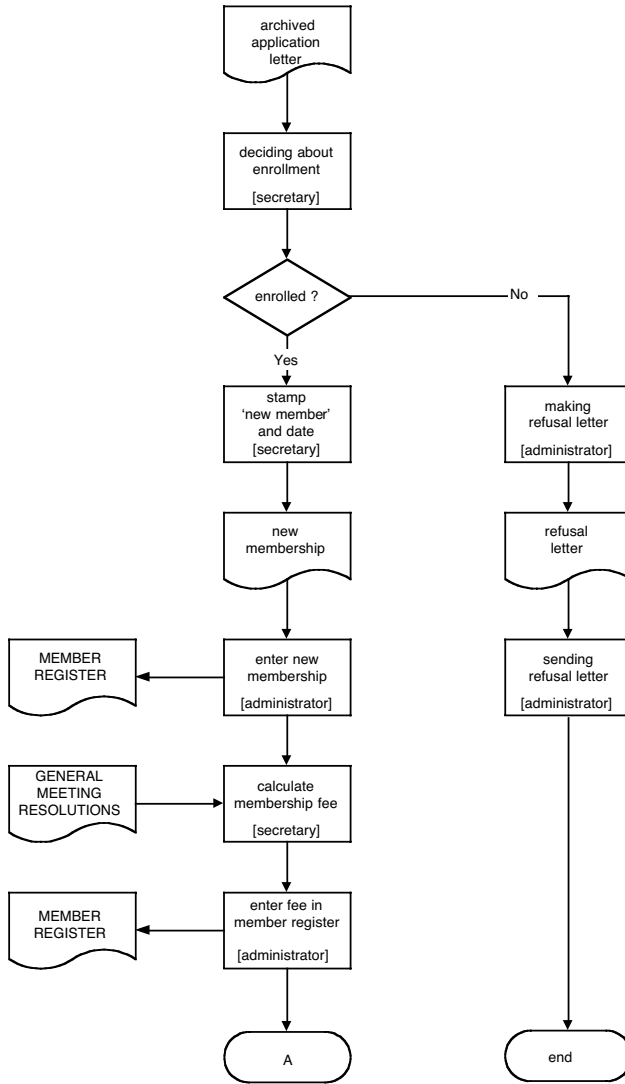 archived
application
letter
deciding about
enrollment
[secretary]
enrolled ?
No
Yes
stamp
‘new member’
and date
[secretary]
making
refusal letter
[administrator]
new
membership
refusal
letter
MEMBER
REGISTER
enter new
membership
[administrator]
sending
refusal letter
[administrator]
GENERAL
MEETING
RESOLUTIONS
calculate
membership fee
[secretary]
MEMBER
REGISTER
enter fee in
member register
[administrator]
A
end